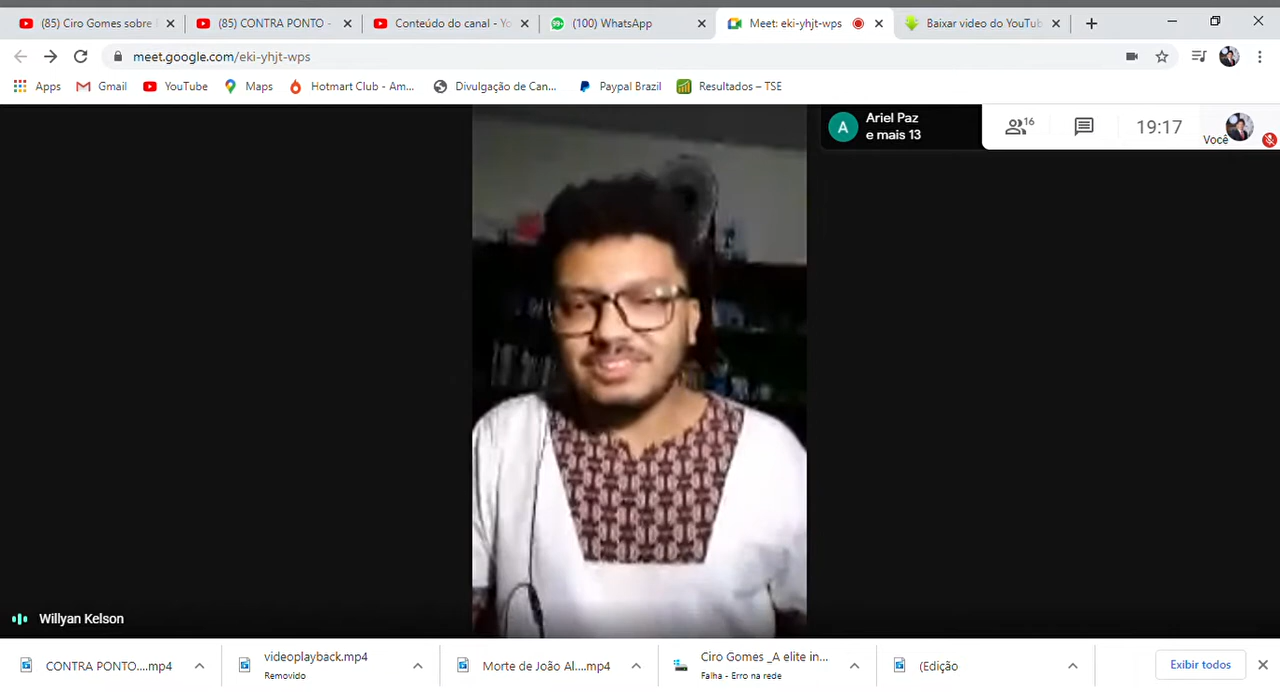 (85) Ciro Gomes sobre
(85) CONTRA PONTO -
Conteúdo do canal - Yo
99+
(100) WhatsApp
Meet: eki-yhjt-wps
Baixar video do YouTub
meet.google.com/eki-yhjt-wps
Apps
Gmail
YouTube
Maps
Hotmart Club - Am...
Divulgação de Can...
Paypal Brazil
Resultados – TSE
A
Ariel Paz
e mais 13
16
19:17
Você
Willyan Kelson
CONTRA PONTO....mp4
videoplayback.mp4
Removido
Morte de João Al....mp4
Ciro Gomes _A elite in...
Falha - Erro na rede
(Edição
Exibir todos